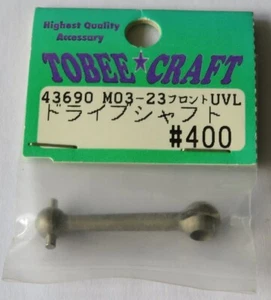 Highest Quality
Accessary
TOBEE★CRAFT
43690 M03-23フロントUVL
ドライブシャフト
#400